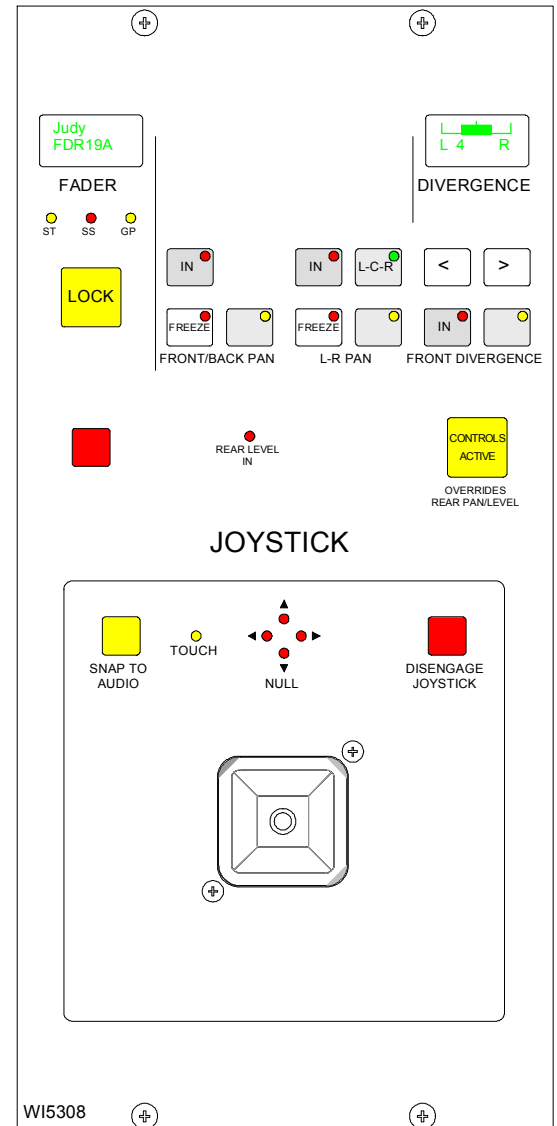 Judy
FDR19A
L 4 R
FADER
DIVERGENCE
ST SS GP
LOCK
IN
IN
L-C-R
< >
FREEZE
FREEZE
IN
FRONT/BACK PAN
L-R PAN
FRONT DIVERGENCE
REAR LEVEL
IN
CONTROLS
ACTIVE
OVERRIDES
REAR PAN/LEVEL
JOYSTICK
SNAP TO
AUDIO
TOUCH
NULL
DISENGAGE
JOYSTICK
WI5308